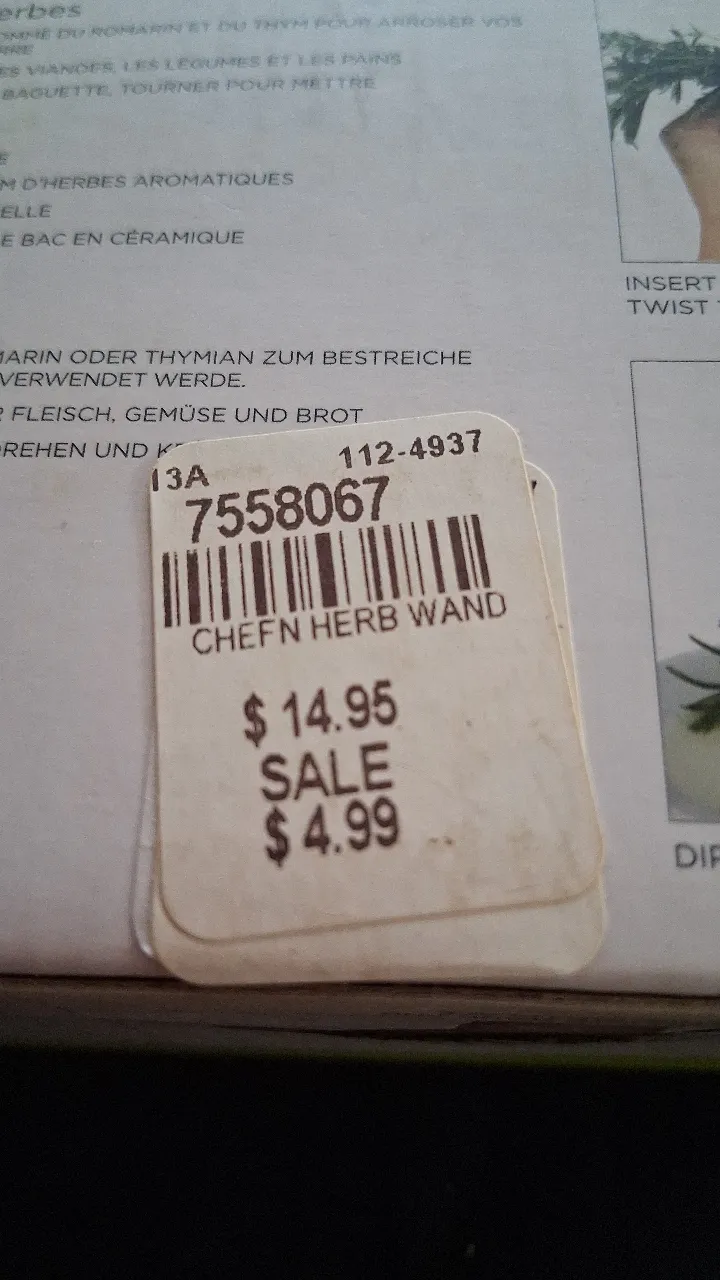 erbes
OMME DU ROMARIN ET DU THYM POUR ARROSER VOS
ES VIANDES, LES LÉGUMES ET LES PAINS
BAGUETTE, TOURNER POUR METTRE
E
M D'HERBES AROMATIQUES
ELLE
E BAC EN CÉRAMIQUE
INSERT
TWIST
MARIN ODER THYMIAN ZUM BESTREICHE
VERWENDET WERDE.
R FLEISCH, GEMÜSE UND BROT
DREHEN UND
13A 112-4937
7558067
CHEFN HERB WAND
$ 14.95
SALE
$ 4.99
DIP